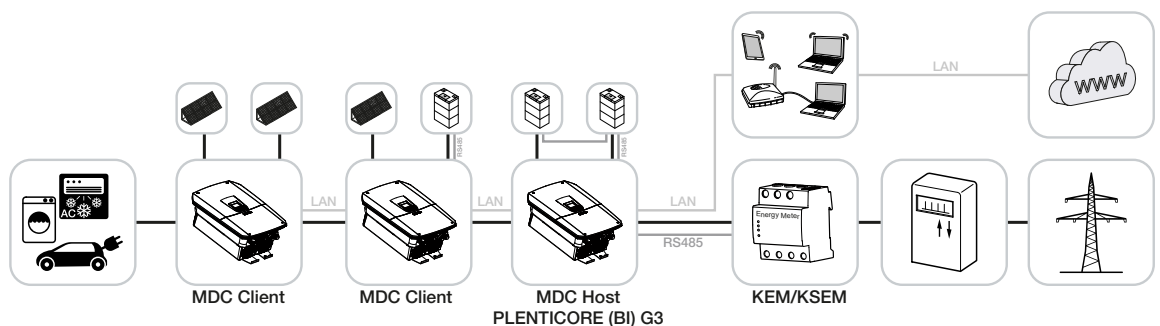 LAN
WWW
RS485
RS485
AC
LAN
LAN
LAN
RS485
Energy Meter
MDC Client
MDC Client
MDC Host
PLENTICORE (BI) G3
KEM/KSEM